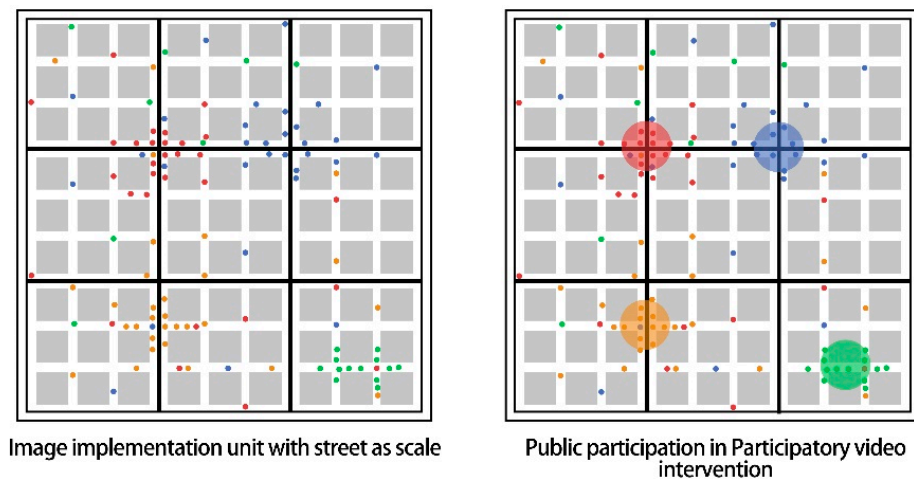 Image implementation unit with street as scale
Public participation in Participatory video
intervention